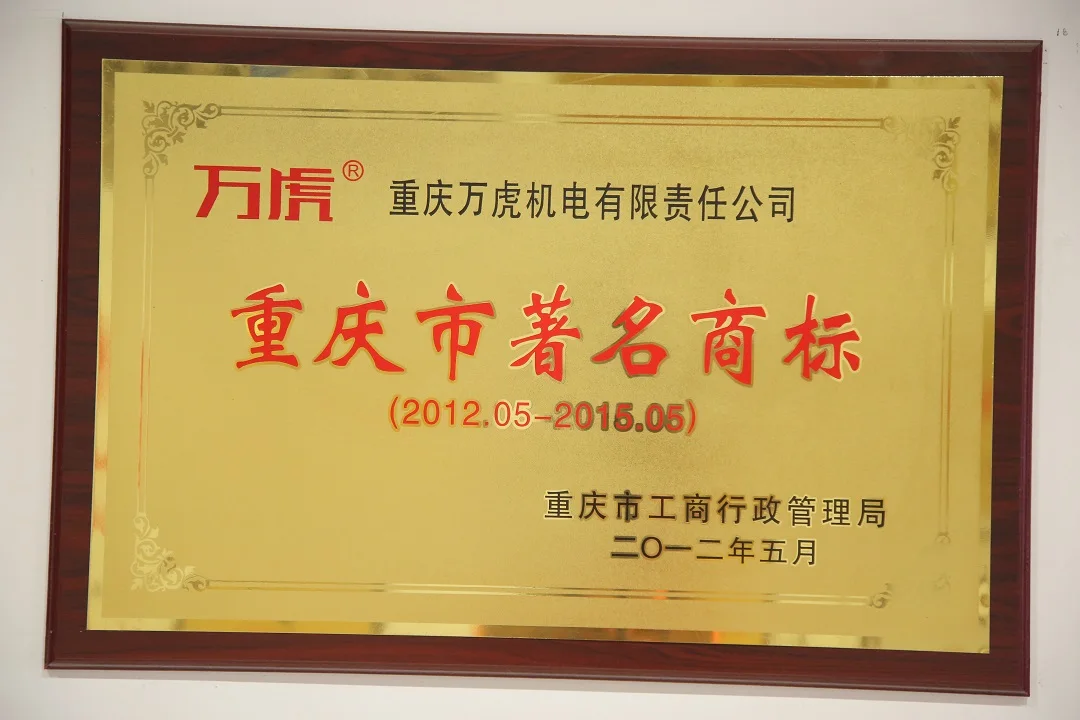 万虎® 重庆万虎机电有限责任公司
重庆市著名商标
(2012.05-2015.05)
重庆市工商行政管理局
二〇一二年五月